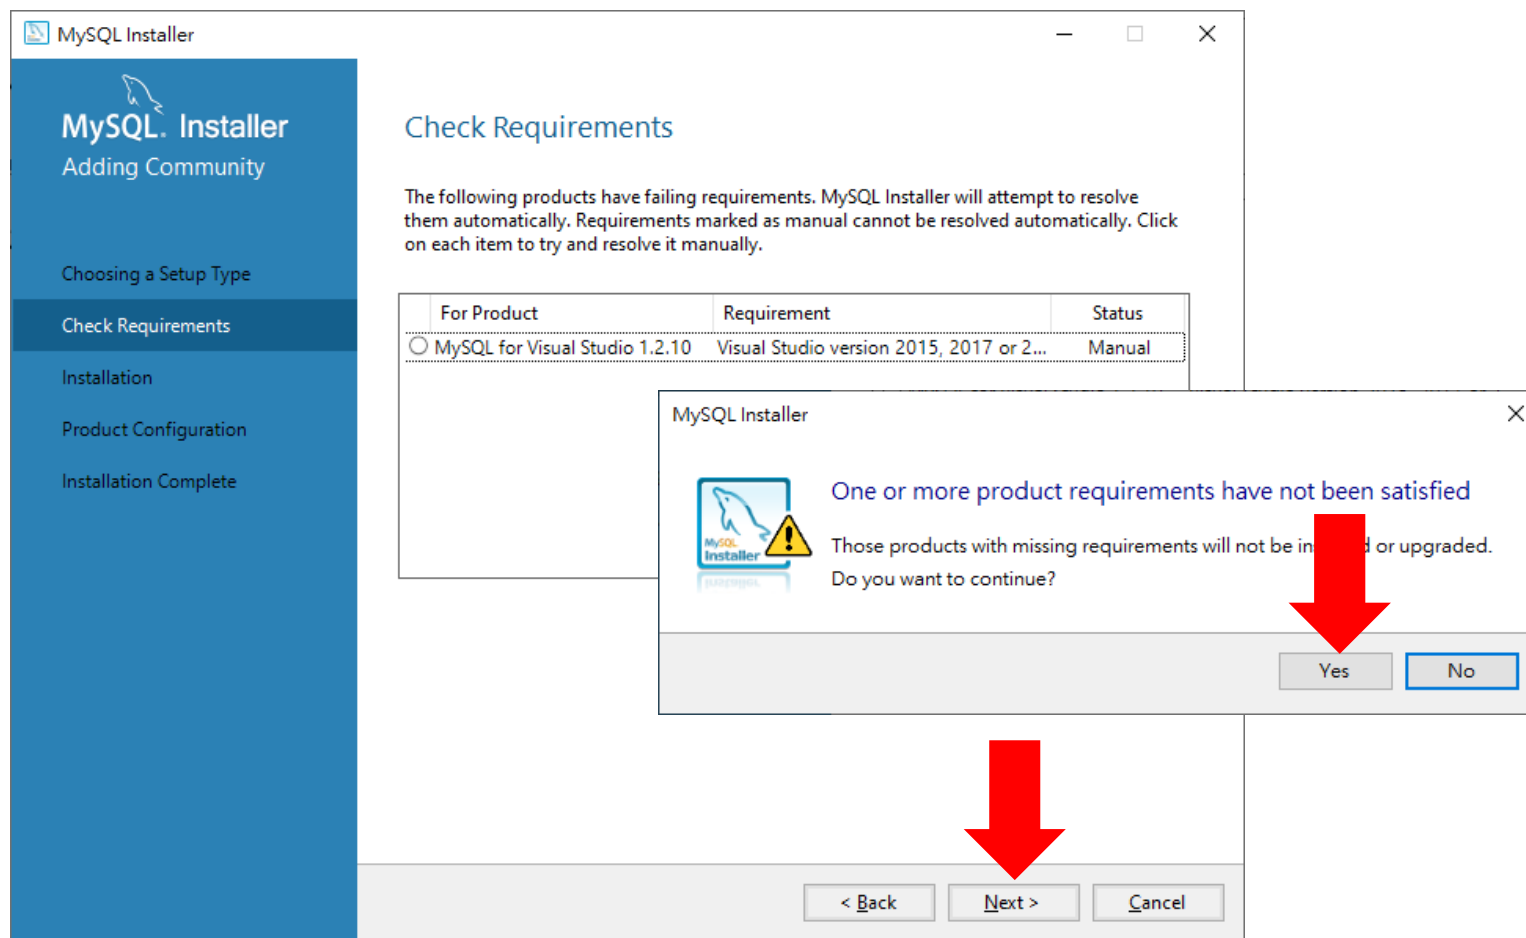 MySQL Installer
MySQL. Installer
Adding Community
Choosing a Setup Type
Check Requirements
Installation
Product Configuration
Installation Complete
Check Requirements
The following products have failing requirements. MySQL Installer will attempt to resolve
them automatically. Requirements marked as manual cannot be resolved automatically. Click
on each item to try and resolve it manually.
For Product Requirement Status
MySQL for Visual Studio 1.2.10 Visual Studio version 2015, 2017 or 2... Manual
MySQL Installer
MySQL
Installer
One or more product requirements have not been satisfied
Those products with missing requirements will not be or upgraded.
Do you want to continue?
Yes No
< Back Next > Cancel